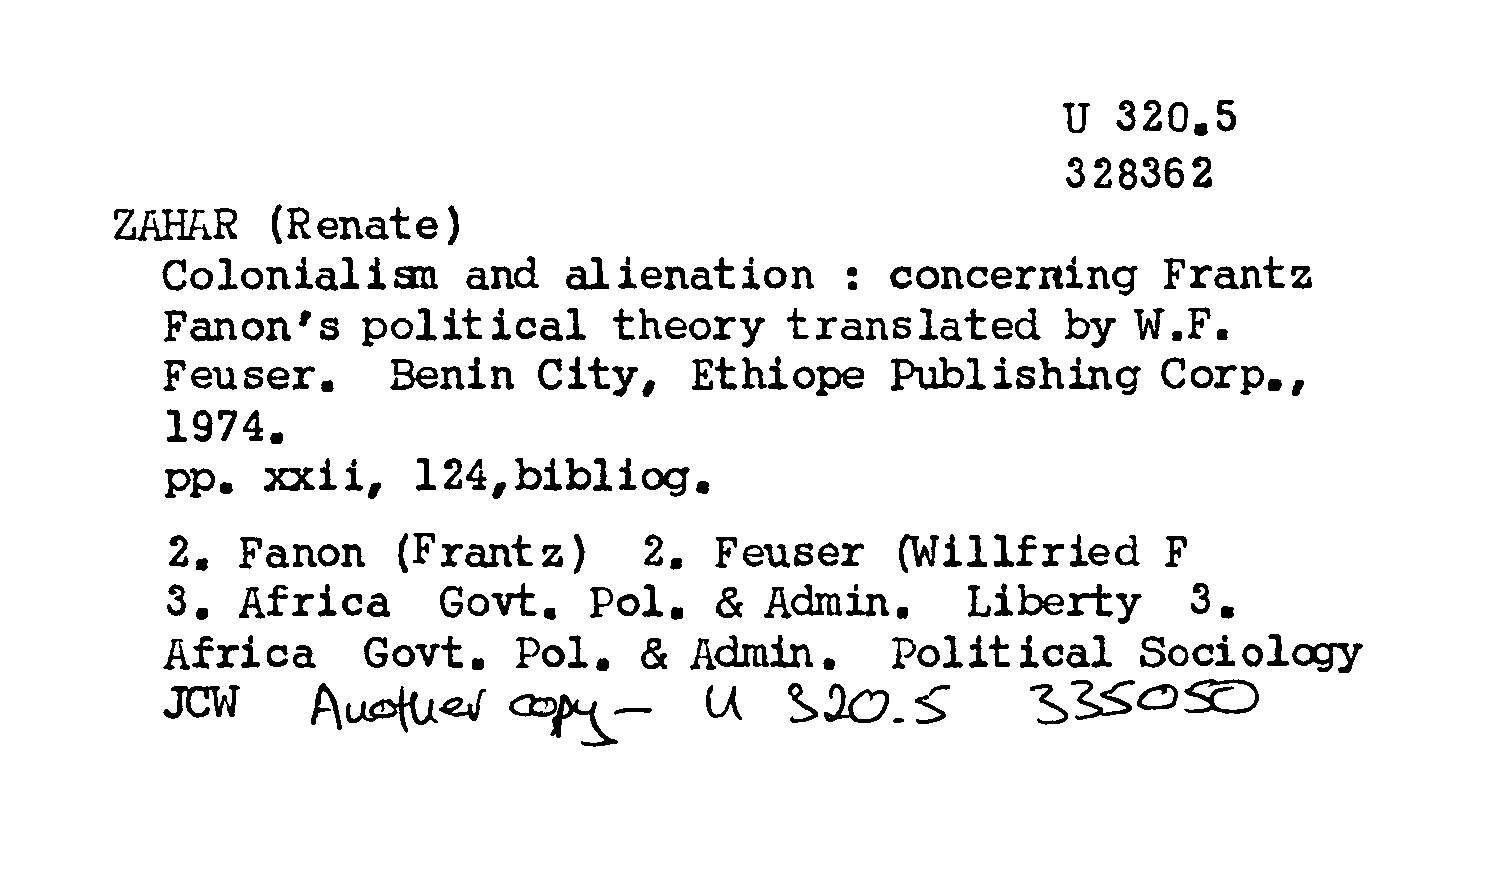 U 320.5
328362
ZAHAR (Renate)
Colonialism and alienation : concerning Frantz
Fanon's political theory translated by W.F.
Feuser. Benin City, Ethiope Publishing Corp.,
1974.
pp. xxii, 124,bibliog.
2. Fanon (Frantz) 2. Feuser (Willfried F
3. Africa Govt. Pol. & Admin. Liberty 3.
Africa Govt. Pol. & Admin. Political Sociology
JCW Another copy - U 320.5 335050